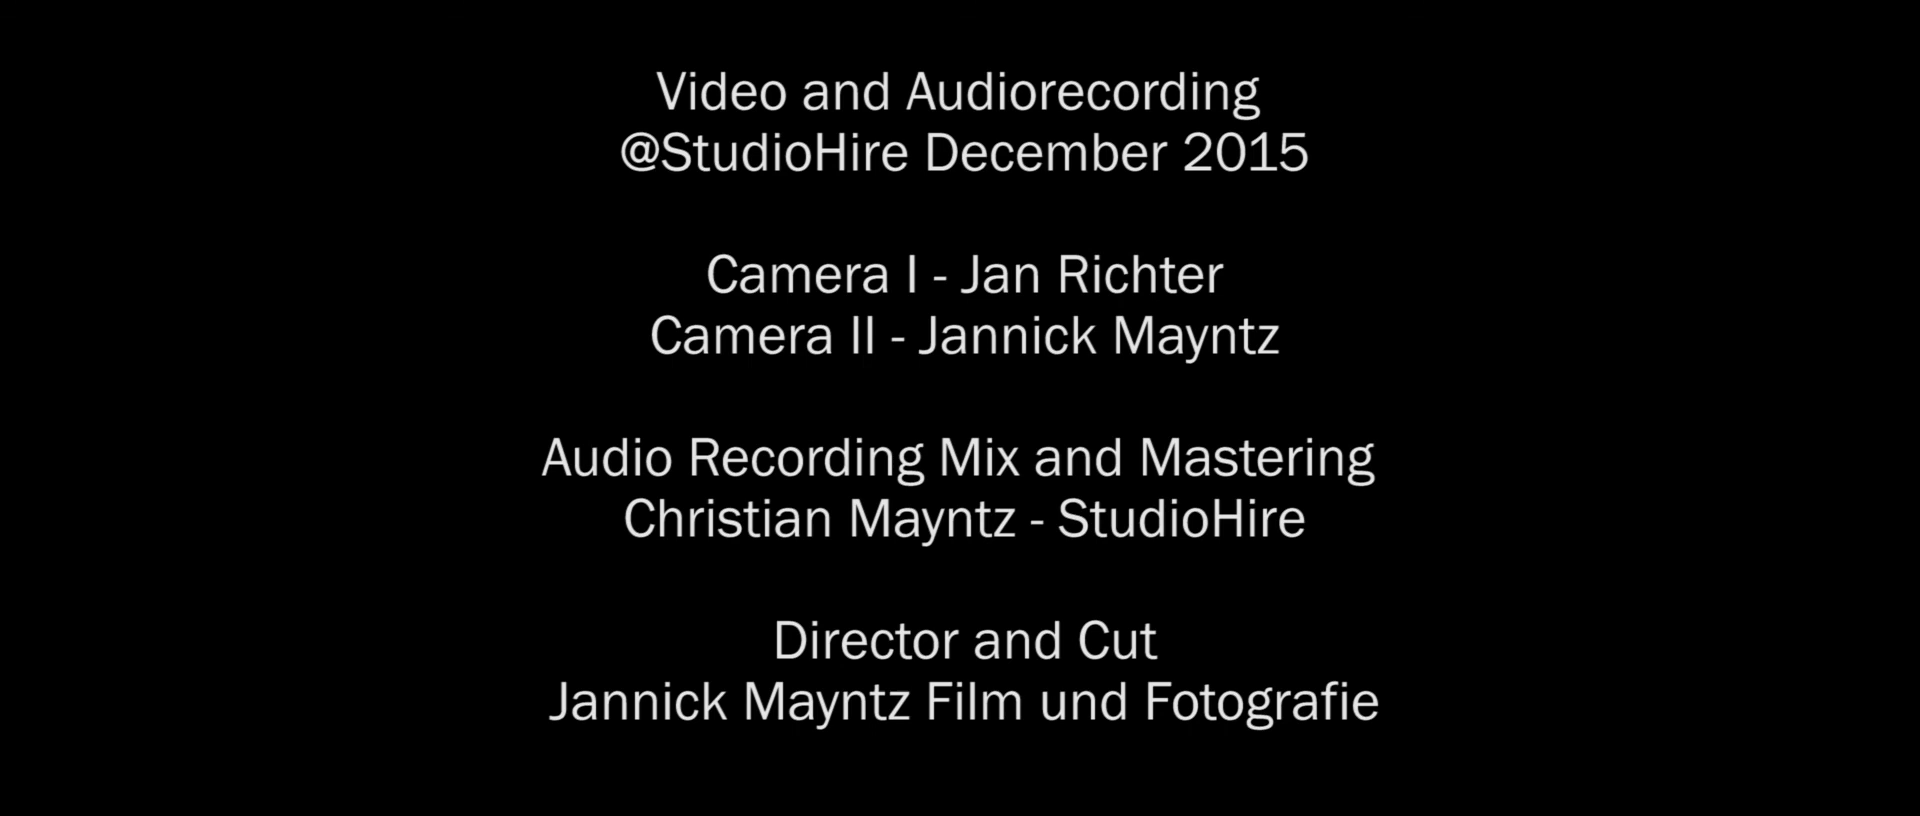 Video and Audiorecording
@StudioHire December 2015
Camera I - Jan Richter
Camera II - Jannick Mayntz
Audio Recording Mix and Mastering
Christian Mayntz - StudioHire
Director and Cut
Jannick Mayntz Film und Fotografie